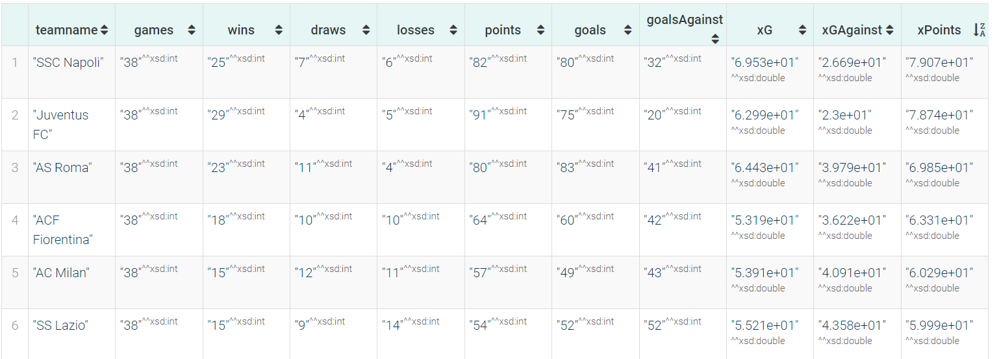 teamname games wins draws losses points goals goalsAgainst xG xGAgainst xPoints
1 "SSC Napoli" "38"^^xsd:int "25"^^xsd:int "7"^^xsd:int "6"^^xsd:int "82"^^xsd:int "80"^^xsd:int "32"^^xsd:int "6.953e+01" "2.669e+01" "7.907e+01"
^^xsd:double ^^xsd:double ^^xsd:double
2 "Juventus "38"^^xsd:int "29"^^xsd:int "4"^^xsd:int "5"^^xsd:int "91"^^xsd:int "75"^^xsd:int "20"^^xsd:int "6.299e+01" "2.3e+01" "7.874e+01"
FC" ^^xsd:double ^^xsd:double ^^xsd:double
3 "AS Roma" "38"^^xsd:int "23"^^xsd:int "11"^^xsd:int "4"^^xsd:int "80"^^xsd:int "83"^^xsd:int "41"^^xsd:int "6.443e+01" "3.979e+01" "6.985e+01"
^^xsd:double ^^xsd:double ^^xsd:double
4 "ACF "38"^^xsd:int "18"^^xsd:int "10"^^xsd:int "10"^^xsd:int "64"^^xsd:int "60"^^xsd:int "42"^^xsd:int "5.319e+01" "3.622e+01" "6.331e+01"
Fiorentina" ^^xsd:double ^^xsd:double ^^xsd:double
5 "AC Milan" "38"^^xsd:int "15"^^xsd:int "12"^^xsd:int "11"^^xsd:int "57"^^xsd:int "49"^^xsd:int "43"^^xsd:int "5.391e+01" "4.091e+01" "6.029e+01"
^^xsd:double ^^xsd:double ^^xsd:double
6 "SS Lazio" "38"^^xsd:int "15"^^xsd:int "9"^^xsd:int "14"^^xsd:int "54"^^xsd:int "52"^^xsd:int "52"^^xsd:int "5.521e+01" "4.358e+01" "5.999e+01"
^^xsd:double ^^xsd:double ^^xsd:double